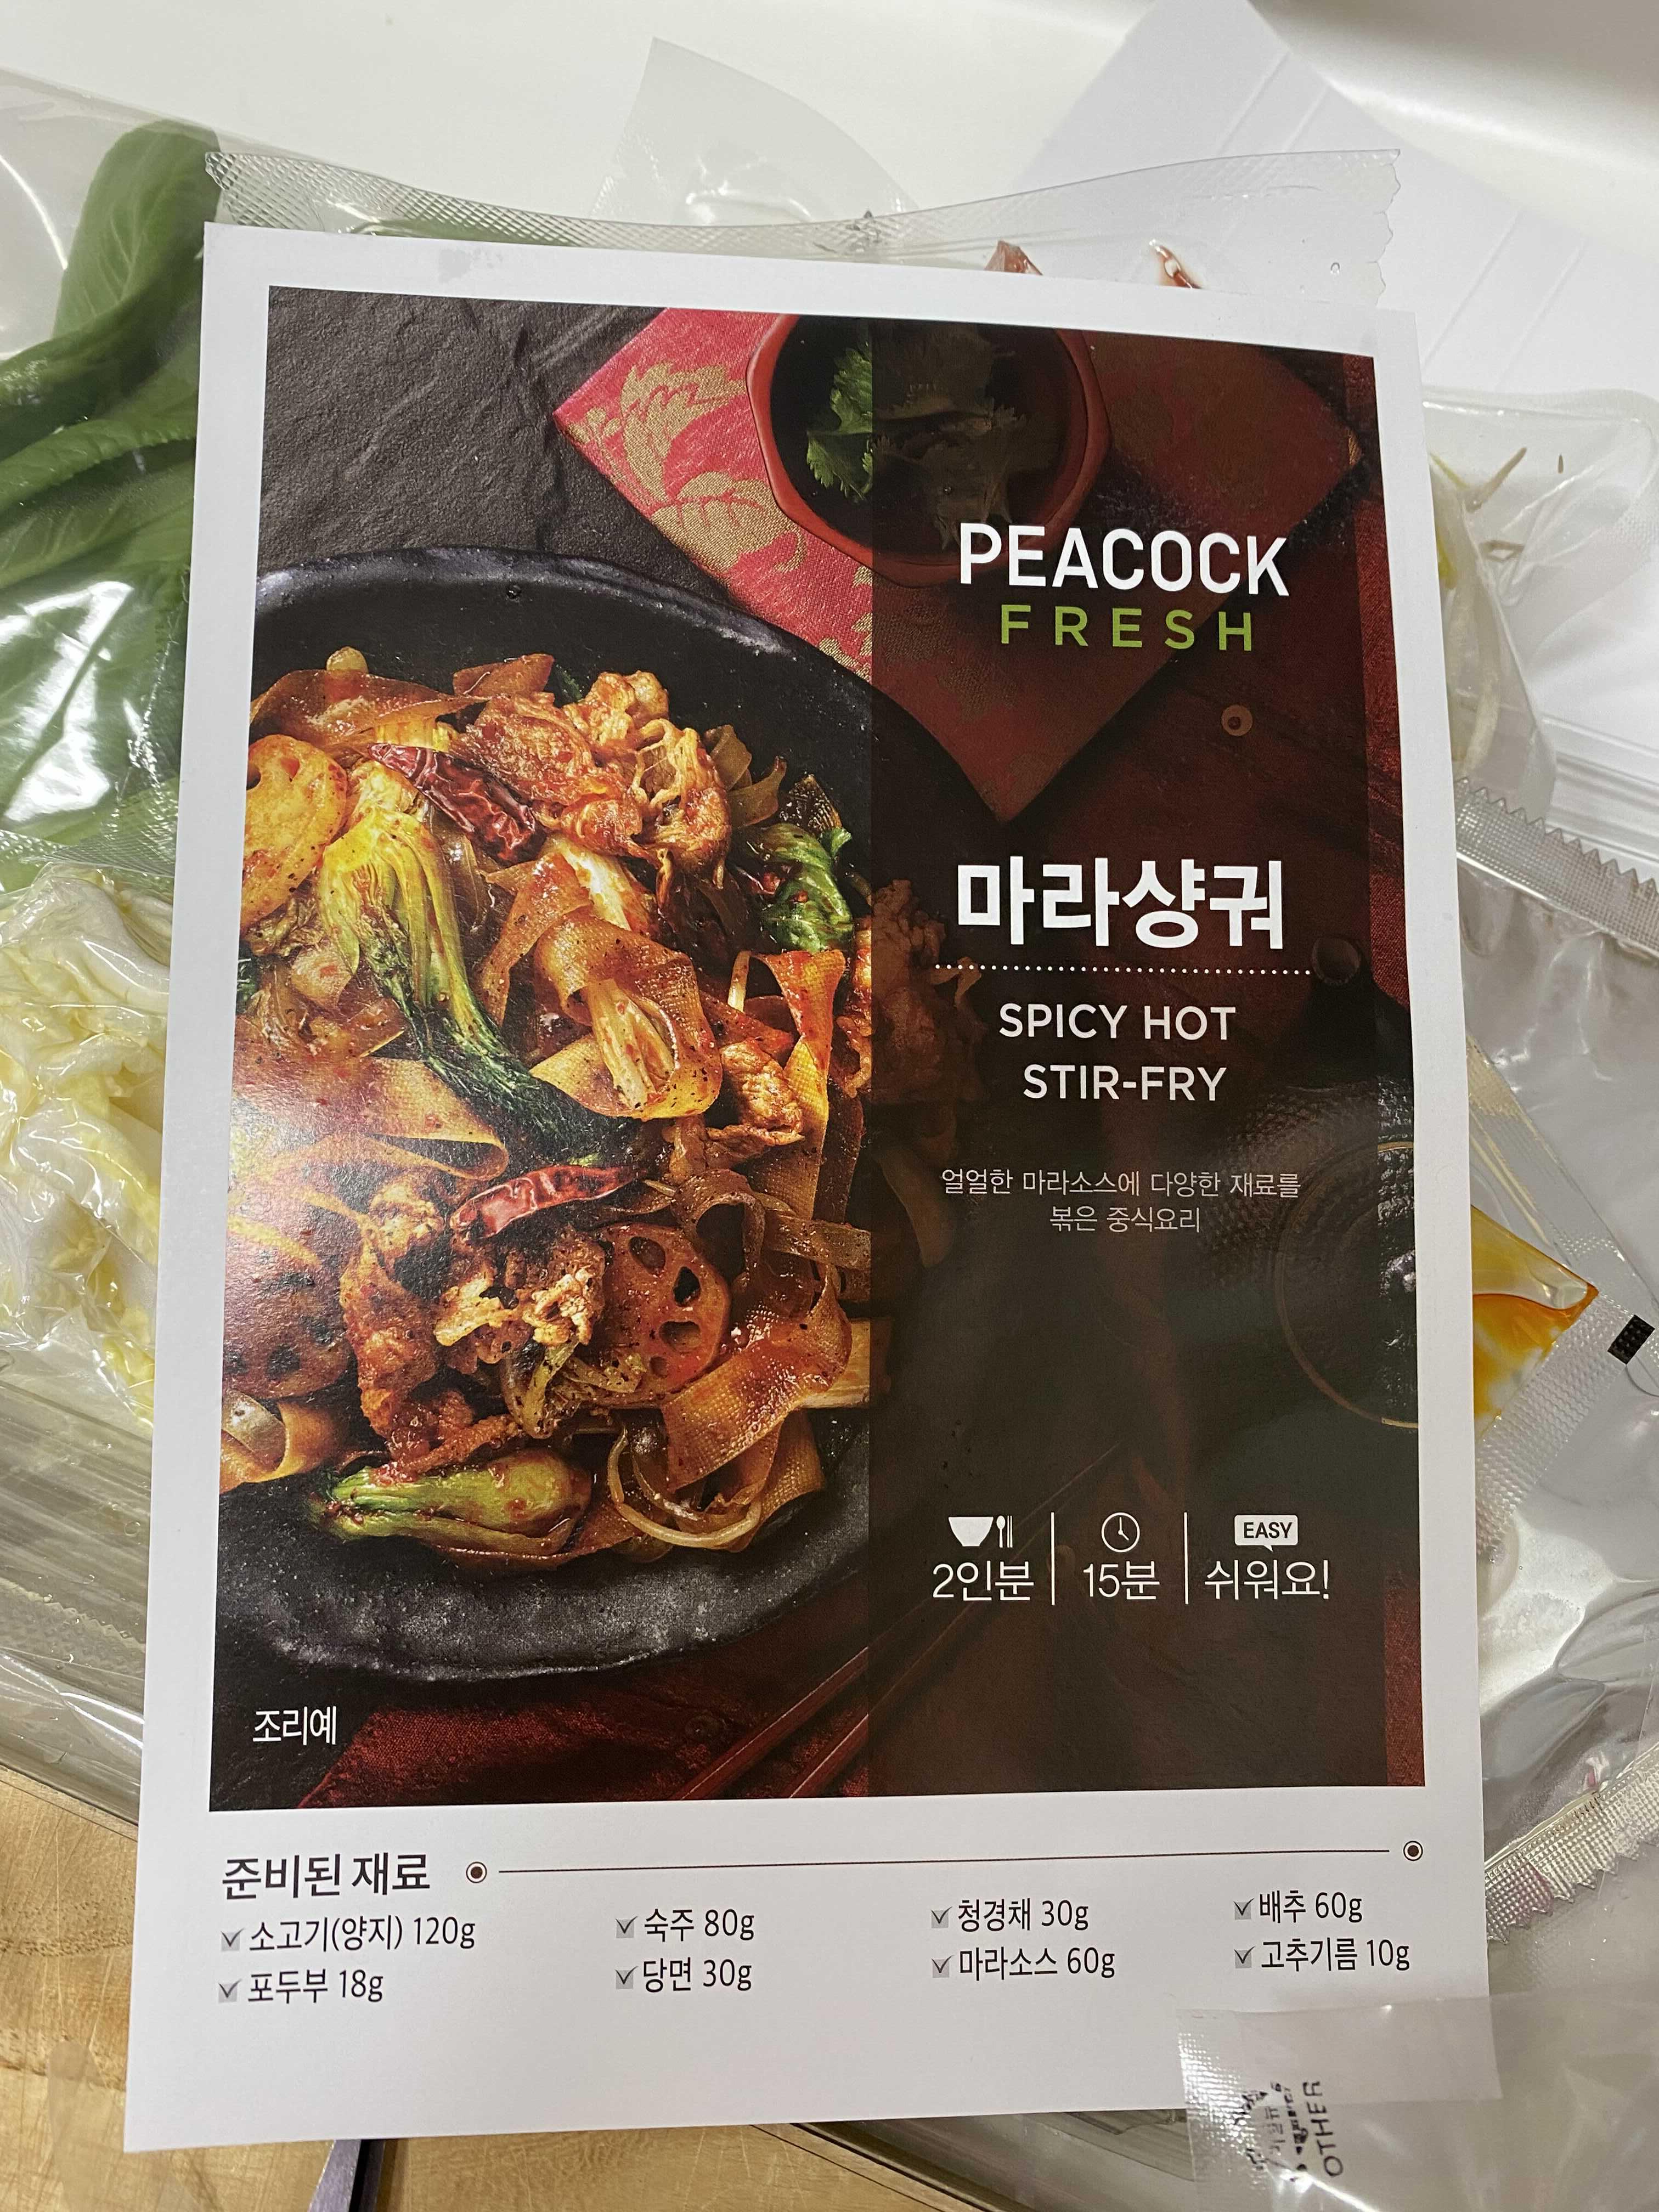 PEACOCK
FRESH
마라샹궈
SPICY HOT
STIR-FRY
얼얼한 마라소스에 다양한 재료를
볶은 중식요리
EASY
2인분 15분 쉬워요!
조리예
준비된 재료
소고기(양지) 120g 숙주 80g 청경채 30g 배추 60g
포두부 18g 당면 30g 마라소스 60g 고추기름 10g
OTHER